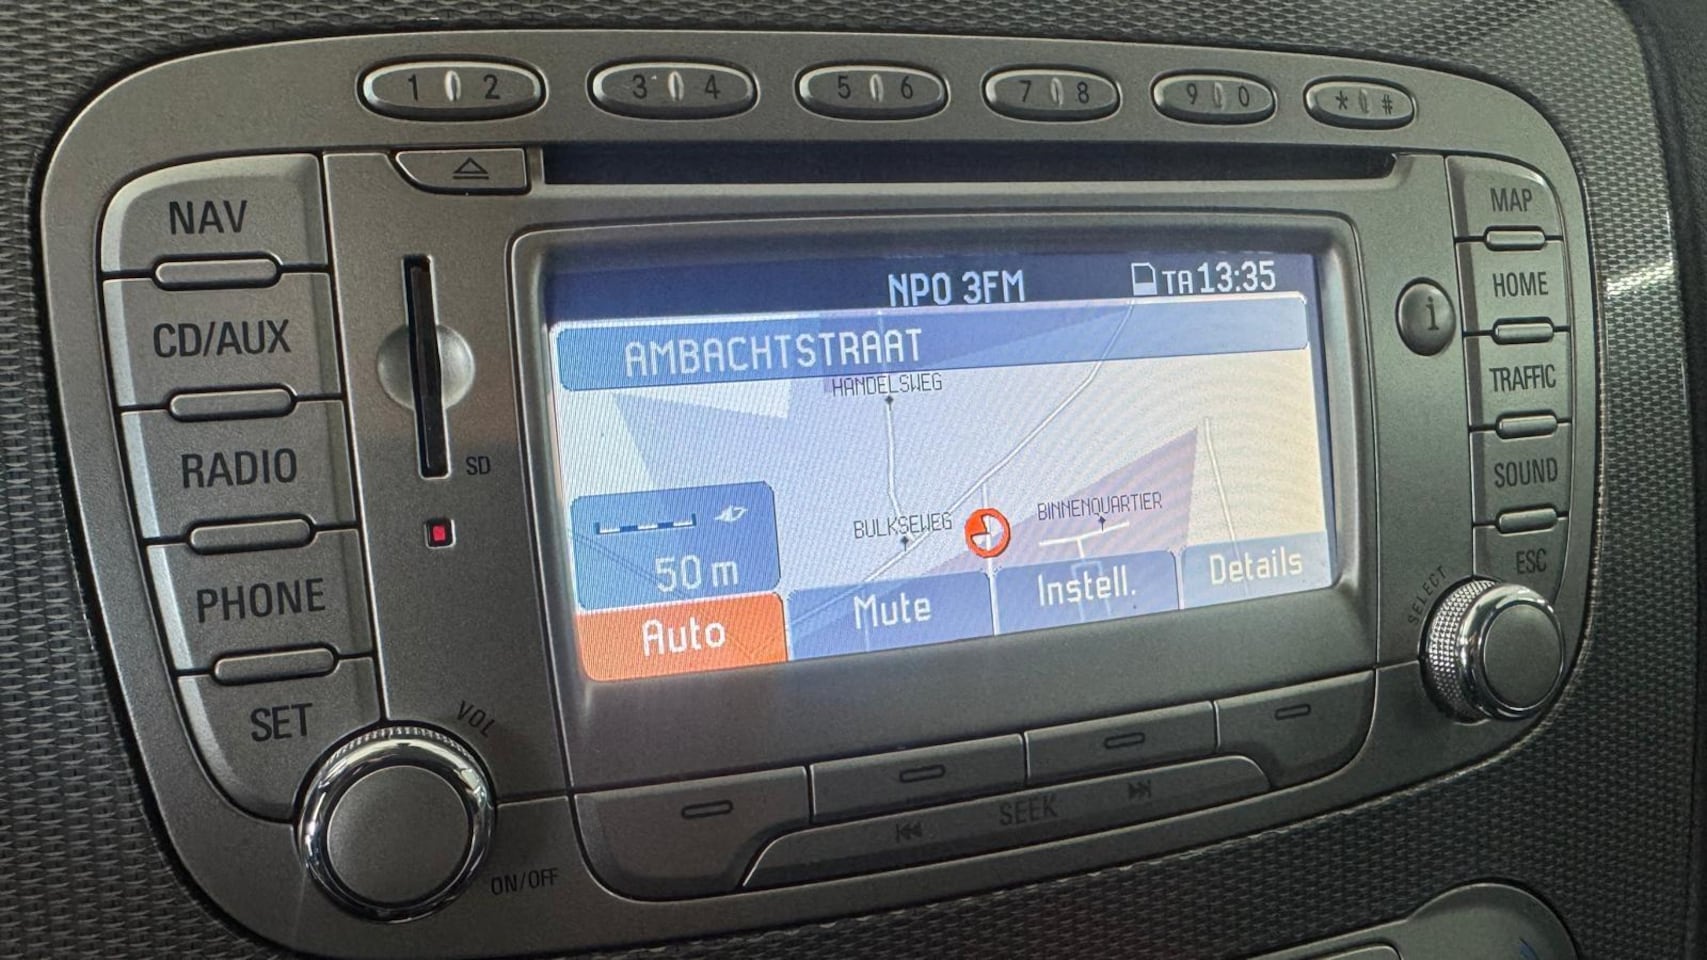 1 2 3 4 5 6 7 8 9 0 * #
NAV
CD/AUX
RADIO
PHONE
SET
VOL
ON/OFF
SD
NPO 3FM TA 13:35
AMBACHTSTRAAT
HANDELSWEG
BULKSEWEG
BINNENQUARTIER
50 m
Auto Mute Instell. Details
SEEK
i
MAP
HOME
TRAFFIC
SOUND
ESC
SELECT